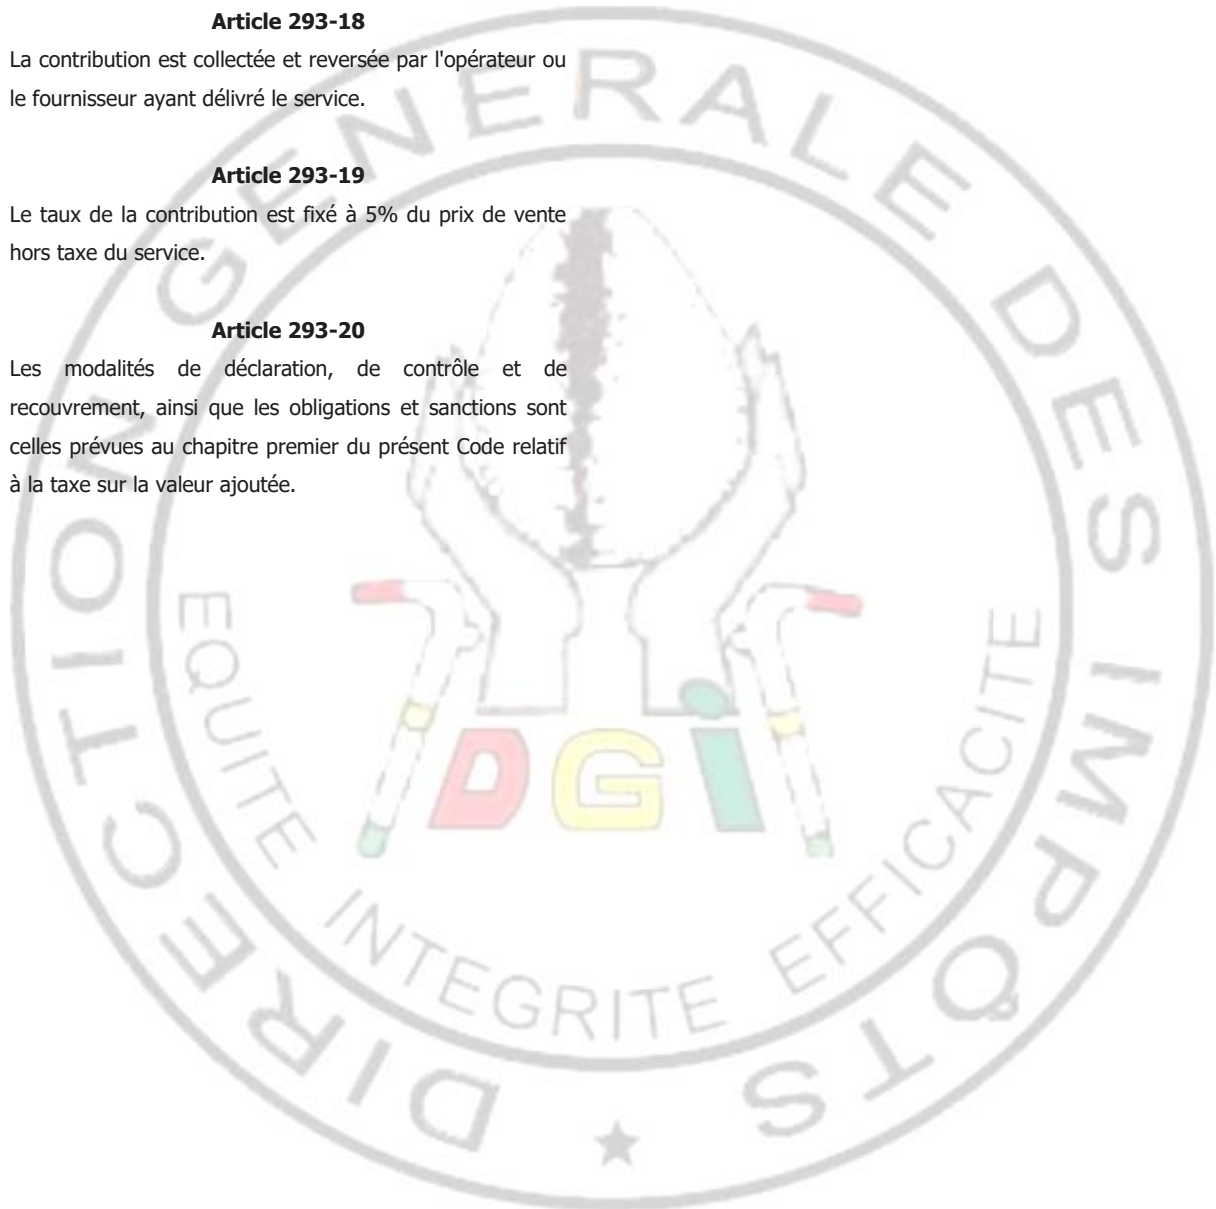 Article 293-18
La contribution est collectée et reversée par l'opérateur ou
le fournisseur ayant délivré le service.
Article 293-19
Le taux de la contribution est fixé à 5% du prix de vente
hors taxe du service.
Article 293-20
Les modalités de déclaration, de contrôle et de
recouvrement, ainsi que les obligations et sanctions sont
celles prévues au chapitre premier du présent Code relatif
à la taxe sur la valeur ajoutée.
DIRECTION GENERALE DES IMPÔTS
EQUITE INTEGRITE EFFICACITE
DGI